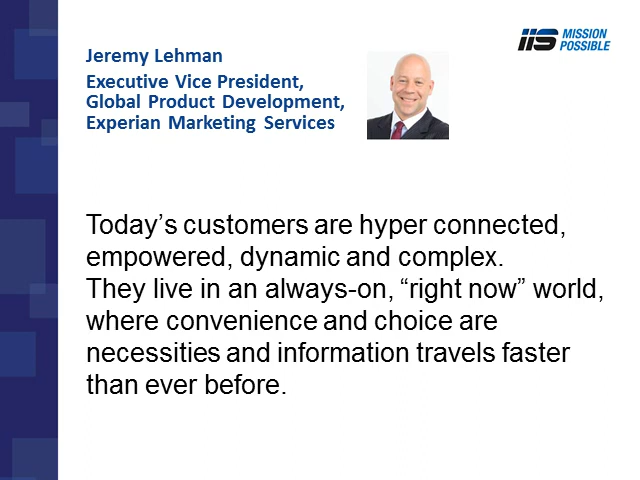 Jeremy Lehman
Executive Vice President,
Global Product Development,
Experian Marketing Services
IIS MISSION
POSSIBLE
Today’s customers are hyper connected,
empowered, dynamic and complex.
They live in an always-on, “right now” world,
where convenience and choice are
necessities and information travels faster
than ever before.